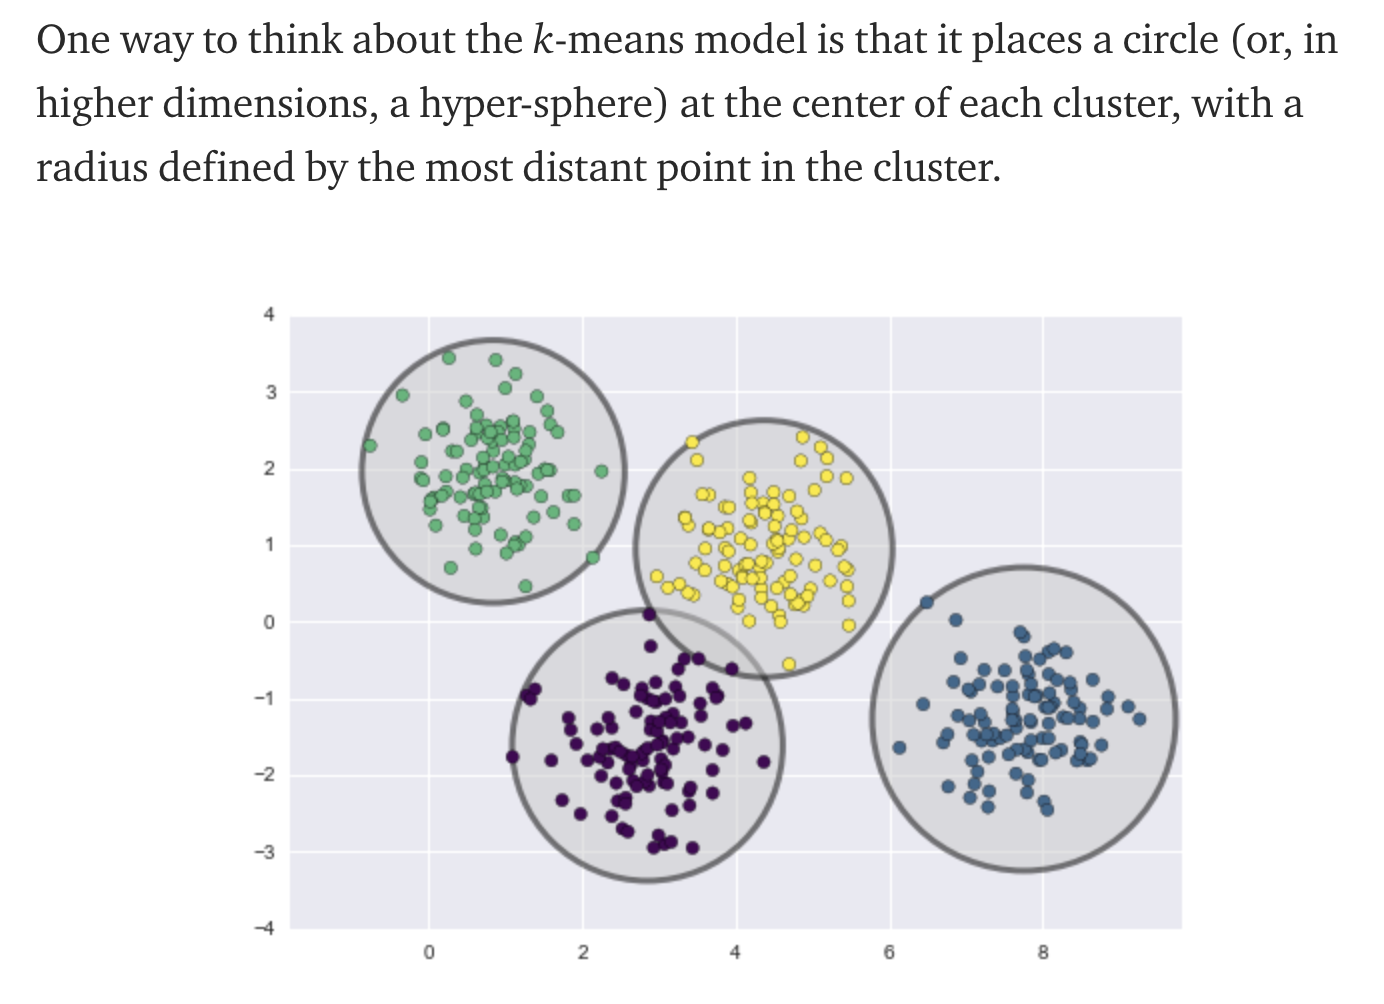 One way to think about the k-means model is that it places a circle (or, in
higher dimensions, a hyper-sphere) at the center of each cluster, with a
radius defined by the most distant point in the cluster.
4
3
2
1
0
−1
−2
−3
−4
0 2 4 6 8